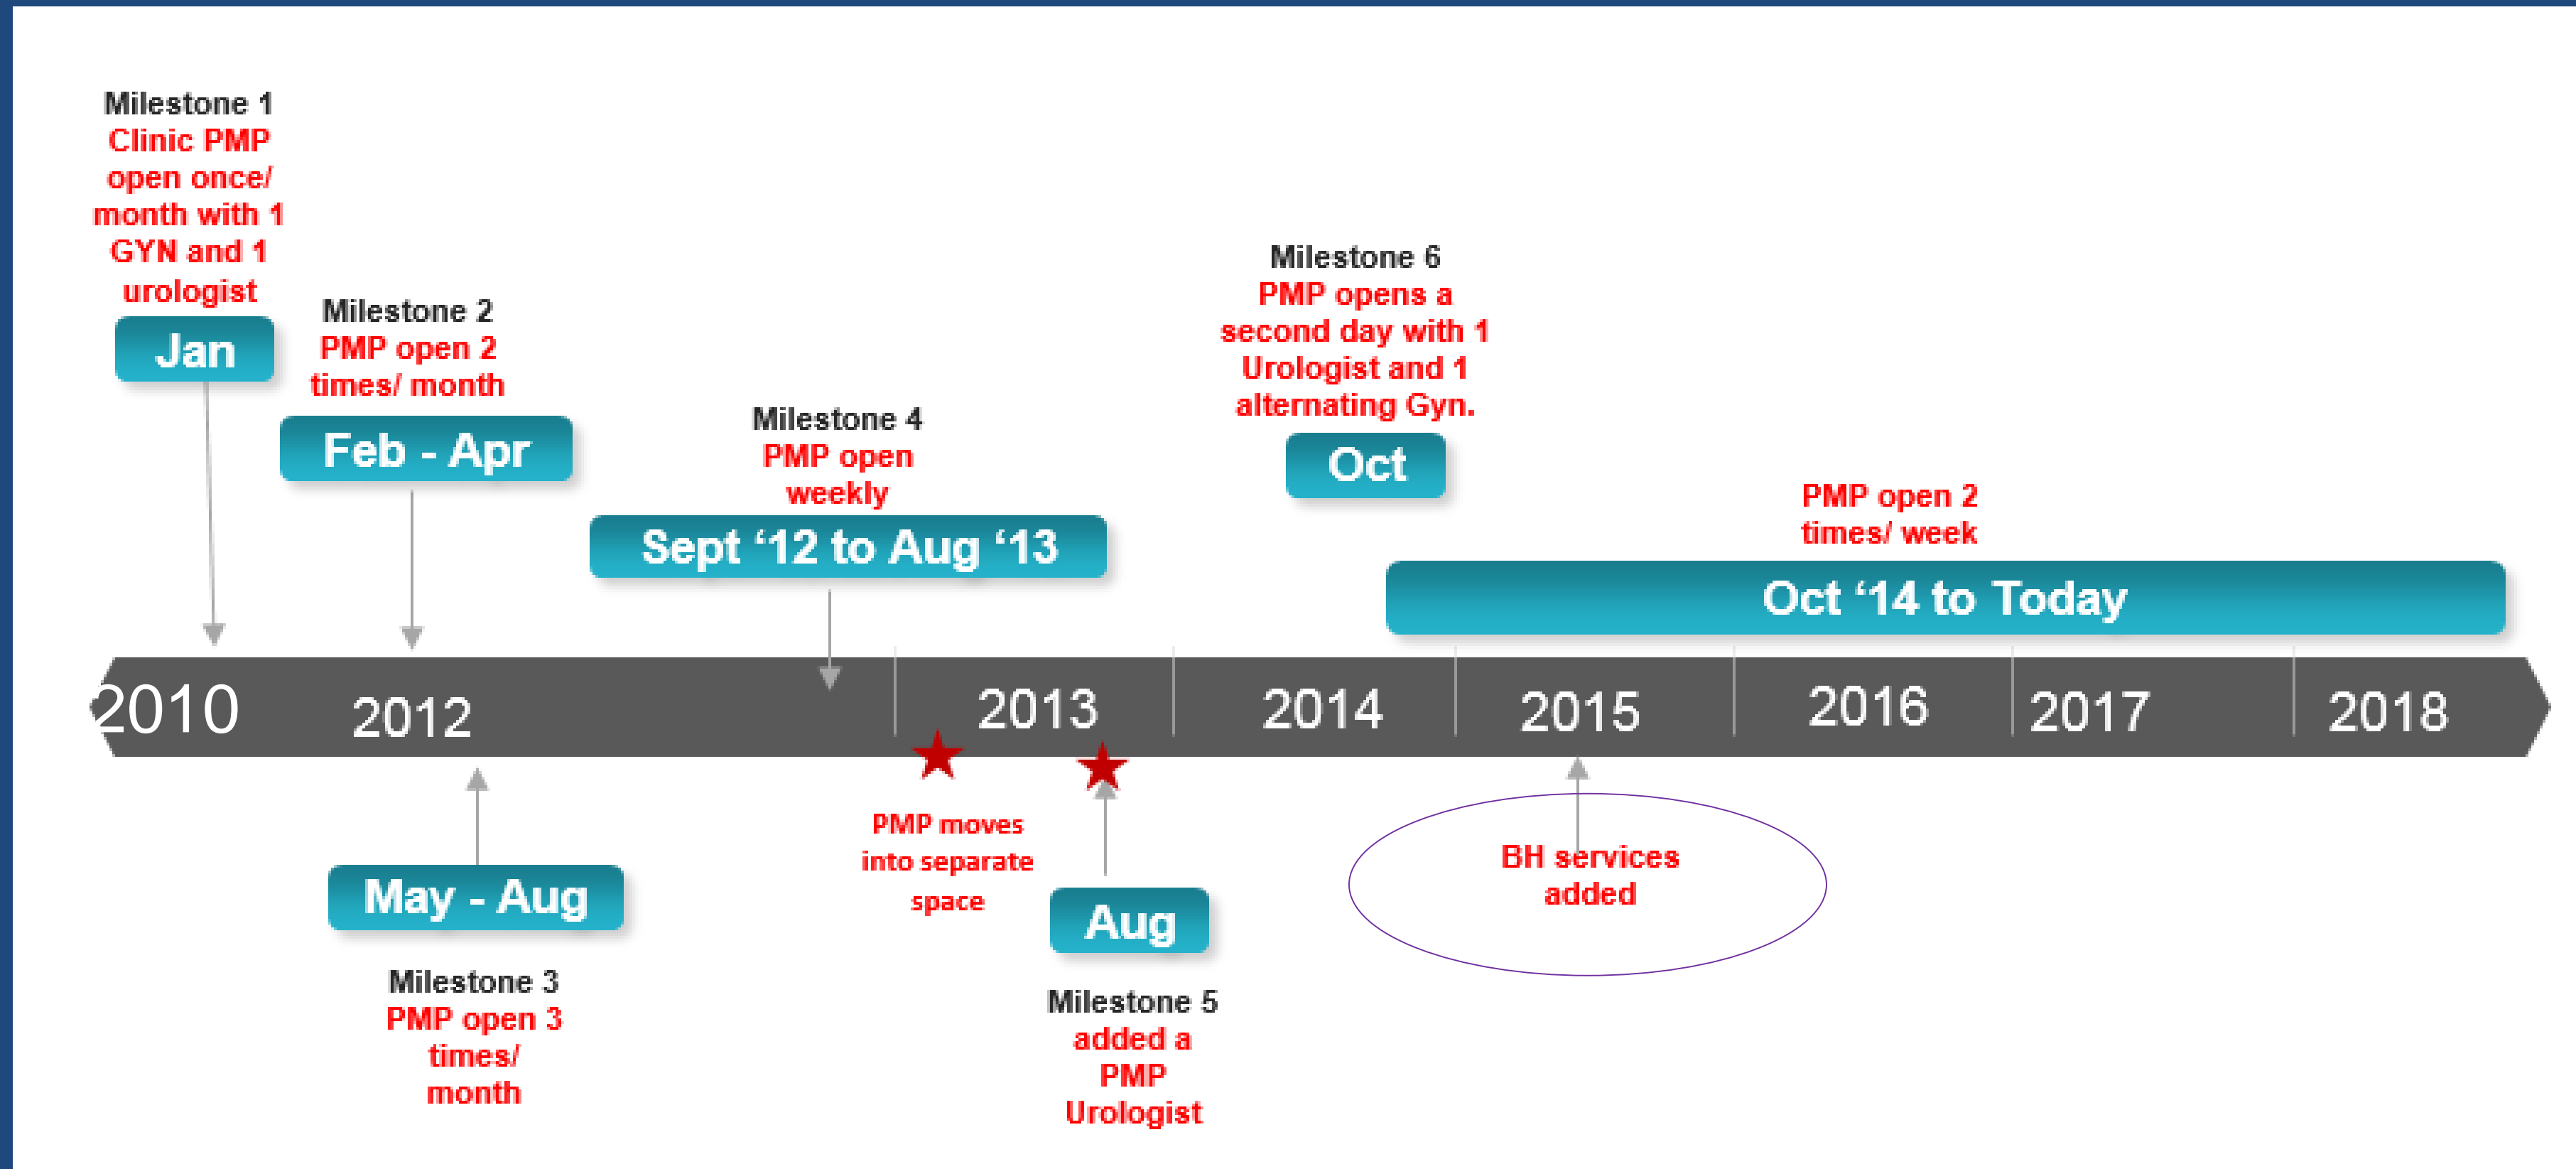 Milestone 1
Clinic PMP
open once/
month with 1
GYN and 1
urologist
Jan
Milestone 2
PMP open 2
times/ month
Feb - Apr
Milestone 4
PMP open
weekly
Sept ‘12 to Aug ‘13
Milestone 6
PMP opens a
second day with 1
Urologist and 1
alternating Gyn.
Oct
PMP open 2
times/ week
Oct ‘14 to Today
2010
2012
2013
2014
2015
2016
2017
2018
May - Aug
Milestone 3
PMP open 3
times/
month
PMP moves
into separate
space
Aug
Milestone 5
added a
PMP
Urologist
BH services
added